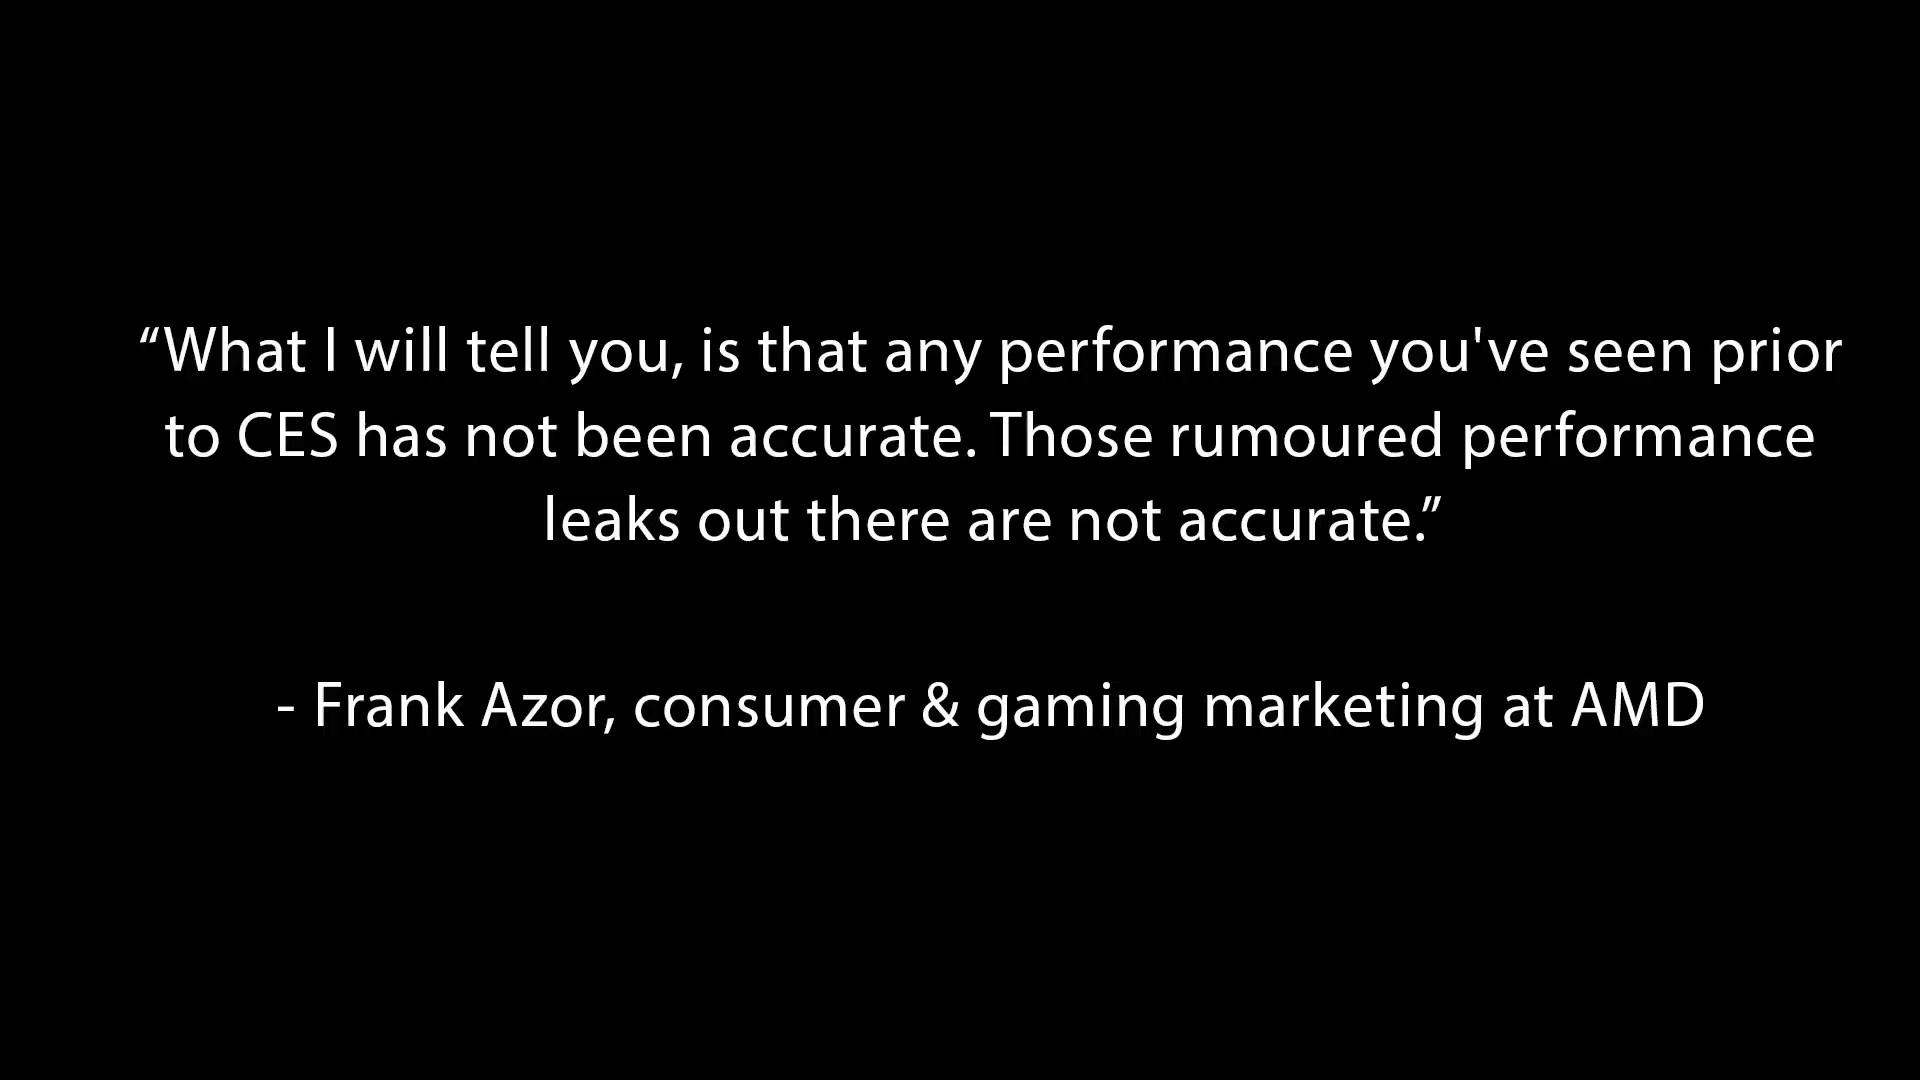 “What I will tell you, is that any performance you've seen prior
to CES has not been accurate. Those rumoured performance
leaks out there are not accurate.”
- Frank Azor, consumer & gaming marketing at AMD